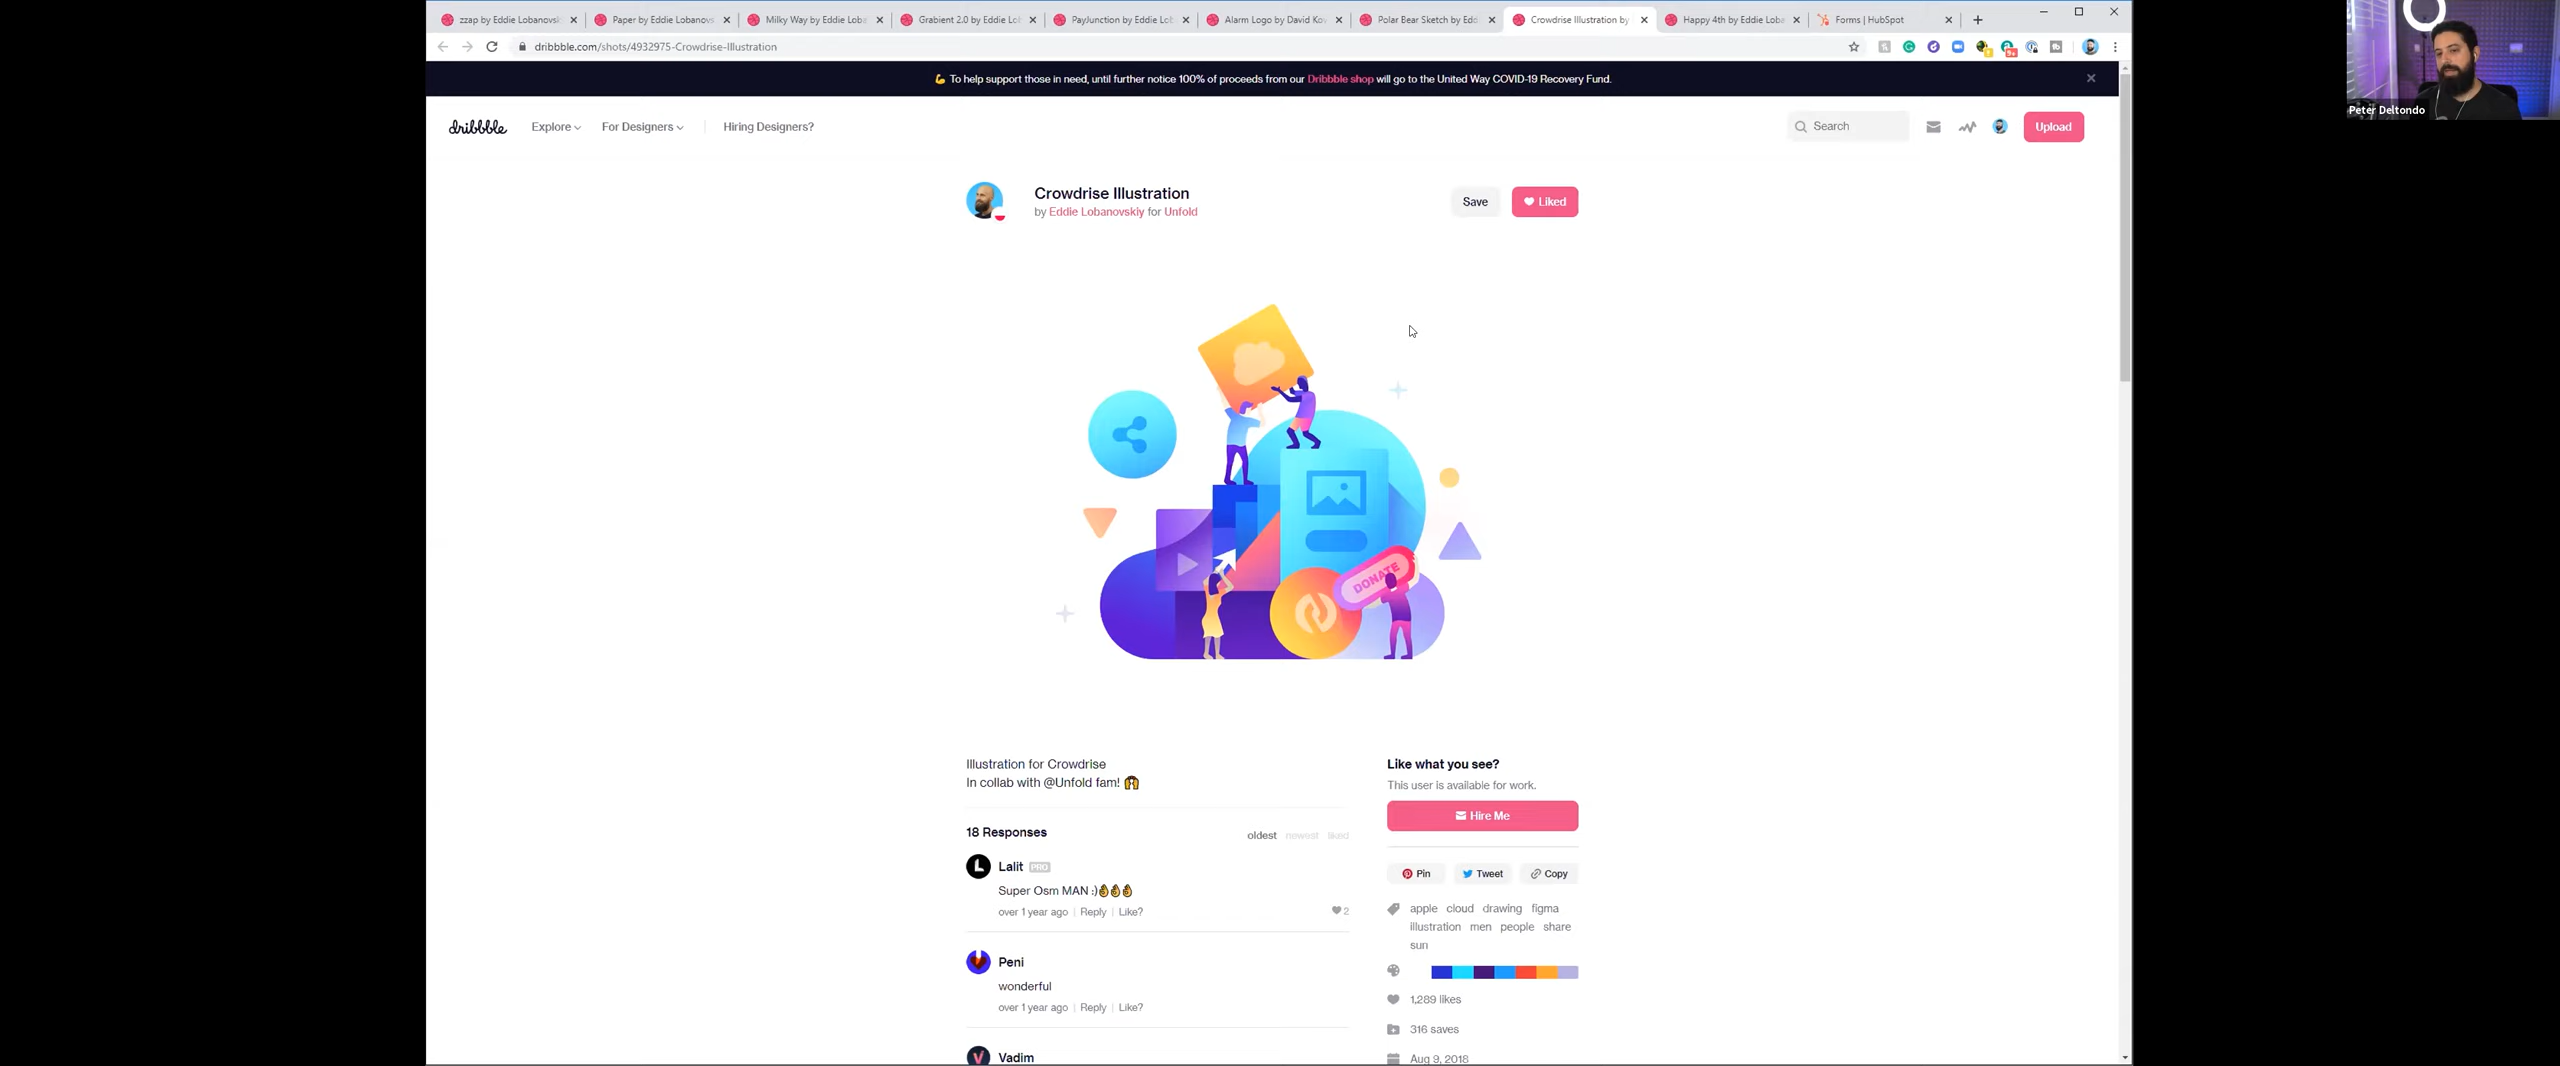 zzap by Eddie Lobanovsk
Paper by Eddie Lobanovs
Milky Way by Eddie Loba
Grabient 2.0 by Eddie Lo
PayJunction by Eddie Lob
Alarm Logo by David Kov
Polar Bear Sketch by Edd
Crowdrise Illustration by
Happy 4th by Eddie Loba
Forms | HubSpot
dribbble.com/shots/4932975-Crowdrise-Illustration
💪 To help support those in need, until further notice 100% of proceeds from our Dribbble shop will go to the United Way COVID-19 Recovery Fund.
Peter Deltondo
dribbble
Explore
For Designers
Hiring Designers?
Search
Upload
Crowdrise Illustration
by Eddie Lobanovskiy for Unfold
Save
Liked
DONATE
Illustration for Crowdrise
In collab with @Unfold fam! 🙌
18 Responses
oldest newest liked
Lalit PRO
Super Osm MAN :)👌👌👌
over 1 year ago | Reply | Like?
2
Peni
wonderful
over 1 year ago | Reply | Like?
Vadim
Like what you see?
This user is available for work.
Hire Me
Pin
Tweet
Copy
apple cloud drawing figma
illustration men people share
sun
1,289 likes
316 saves
Aug 9, 2018